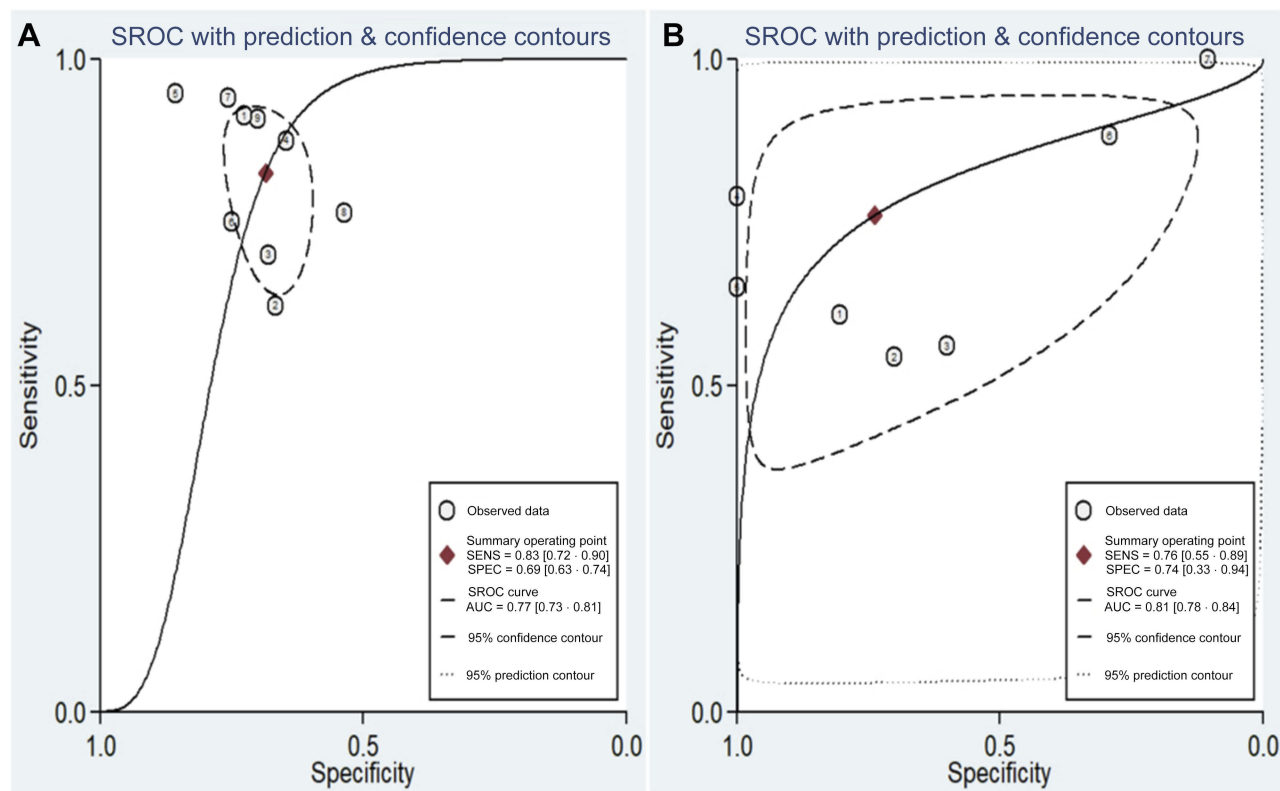 A
SROC with prediction & confidence contours
1.0
0.5
0.0
Sensitivity
5
7
1
9
4
6
8
3
2
Observed data
Summary operating point
SENS = 0.83 [0.72 · 0.90]
SPEC = 0.69 [0.63 · 0.74]
SROC curve
AUC = 0.77 [0.73 · 0.81]
95% confidence contour
95% prediction contour
1.0
0.5
0.0
Specificity
B
SROC with prediction & confidence contours
1.0
0.5
0.0
Sensitivity
7
6
4
1
2
3
Observed data
Summary operating point
SENS = 0.76 [0.55 · 0.89]
SPEC = 0.74 [0.33 · 0.94]
SROC curve
AUC = 0.81 [0.78 · 0.84]
95% confidence contour
95% prediction contour
1.0
0.5
0.0
Specificity